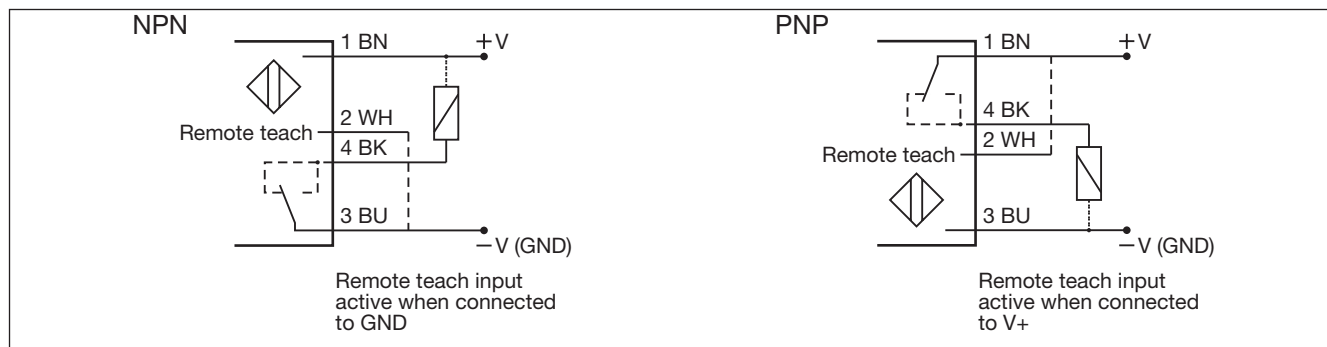 NPN
1 BN
+V
2 WH
Remote teach
4 BK
3 BU
−V (GND)
Remote teach input
active when connected
to GND
PNP
1 BN
+V
4 BK
2 WH
Remote teach
3 BU
−V (GND)
Remote teach input
active when connected
to V+